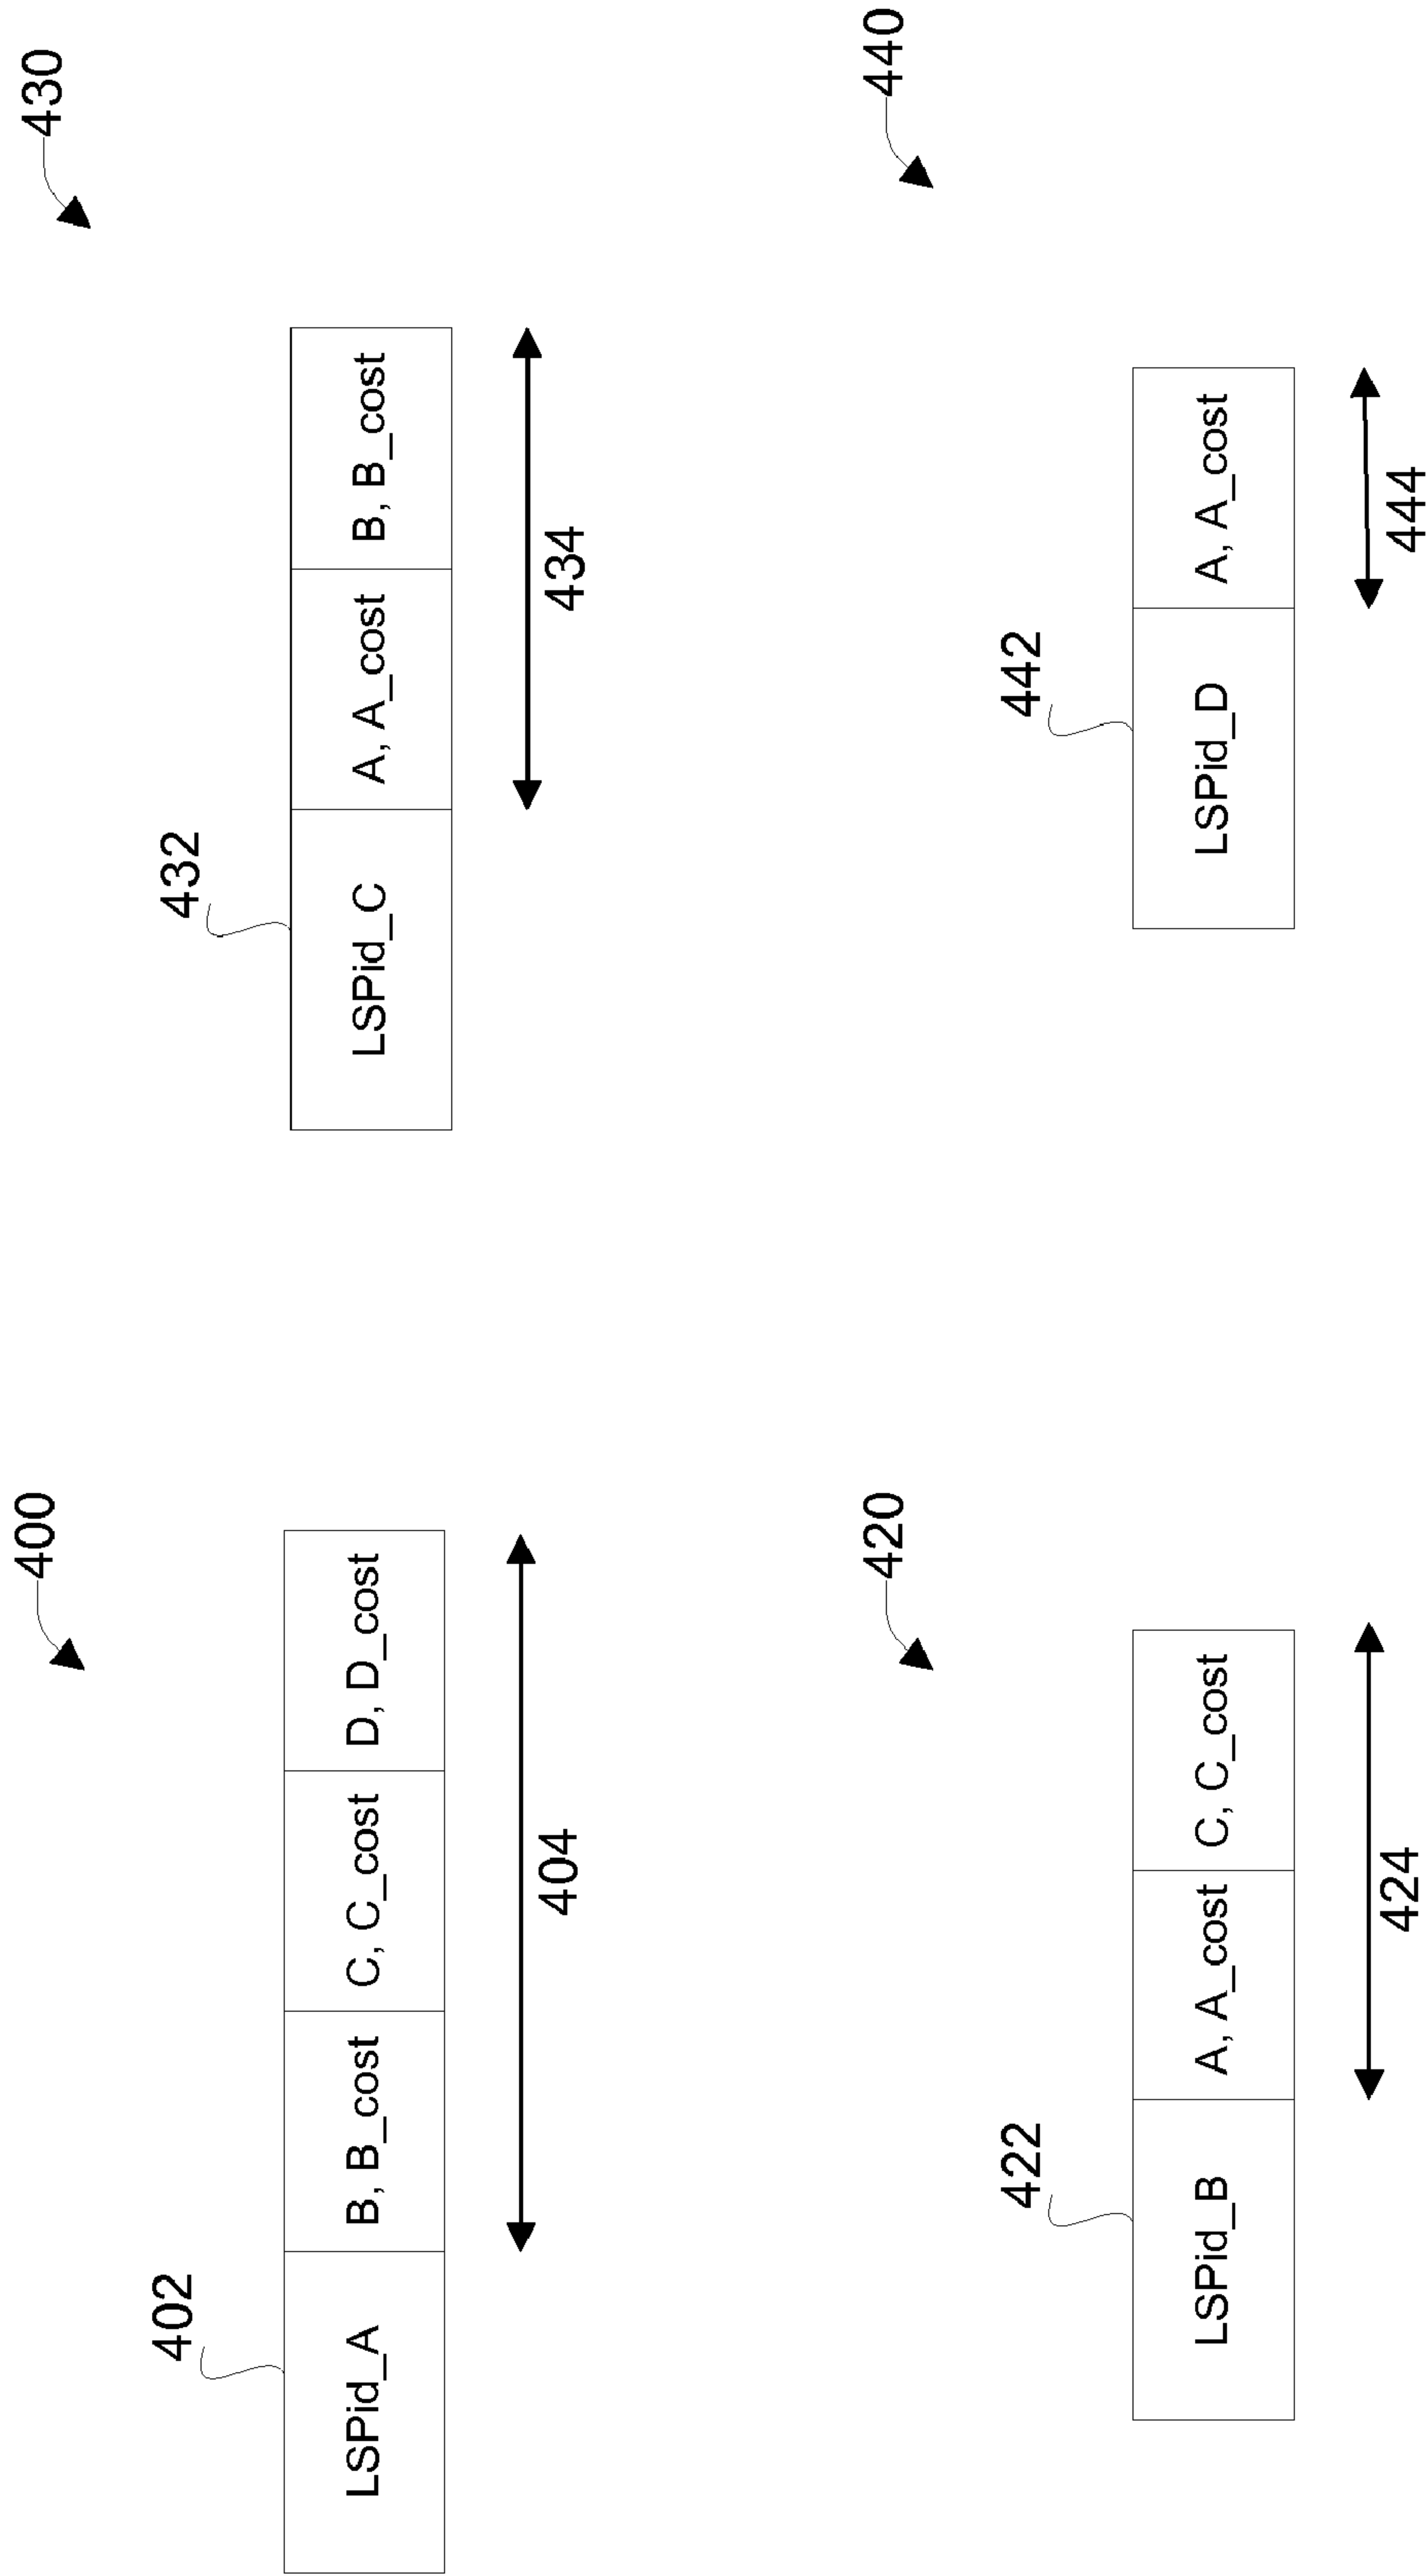 400
402
LSPid_A
B, B_cost
C, C_cost
D, D_cost
404
430
432
LSPid_C
A, A_cost
B, B_cost
434
420
422
LSPid_B
A, A_cost
C, C_cost
424
440
442
LSPid_D
A, A_cost
444